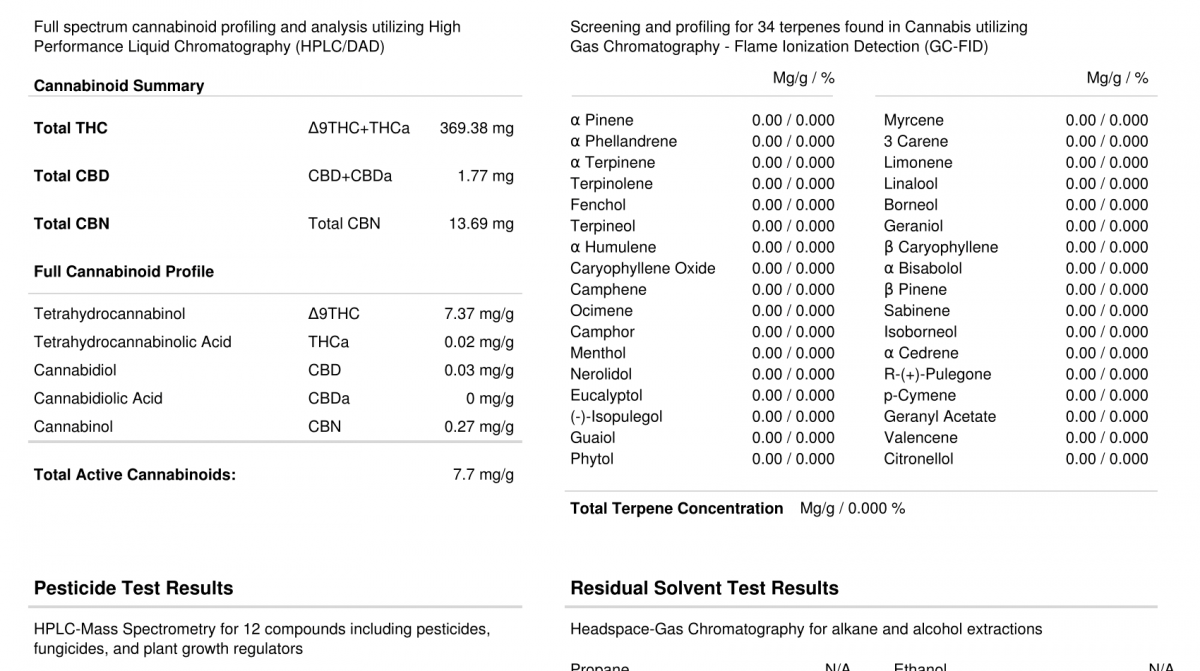 Full spectrum cannabinoid profiling and analysis utilizing High
Performance Liquid Chromatography (HPLC/DAD)
Cannabinoid Summary
Total THC Δ9THC+THCa 369.38 mg
Total CBD CBD+CBDa 1.77 mg
Total CBN Total CBN 13.69 mg
Full Cannabinoid Profile
Tetrahydrocannabinol Δ9THC 7.37 mg/g
Tetrahydrocannabinolic Acid THCa 0.02 mg/g
Cannabidiol CBD 0.03 mg/g
Cannabidiolic Acid CBDa 0 mg/g
Cannabinol CBN 0.27 mg/g
Total Active Cannabinoids: 7.7 mg/g
Screening and profiling for 34 terpenes found in Cannabis utilizing
Gas Chromatography - Flame Ionization Detection (GC-FID)
Mg/g / % Mg/g / %
α Pinene 0.00 / 0.000 Myrcene 0.00 / 0.000
α Phellandrene 0.00 / 0.000 3 Carene 0.00 / 0.000
α Terpinene 0.00 / 0.000 Limonene 0.00 / 0.000
Terpinolene 0.00 / 0.000 Linalool 0.00 / 0.000
Fenchol 0.00 / 0.000 Borneol 0.00 / 0.000
Terpineol 0.00 / 0.000 Geraniol 0.00 / 0.000
α Humulene 0.00 / 0.000 β Caryophyllene 0.00 / 0.000
Caryophyllene Oxide 0.00 / 0.000 α Bisabolol 0.00 / 0.000
Camphene 0.00 / 0.000 β Pinene 0.00 / 0.000
Ocimene 0.00 / 0.000 Sabinene 0.00 / 0.000
Camphor 0.00 / 0.000 Isoborneol 0.00 / 0.000
Menthol 0.00 / 0.000 α Cedrene 0.00 / 0.000
Nerolidol 0.00 / 0.000 R-(+)-Pulegone 0.00 / 0.000
Eucalyptol 0.00 / 0.000 p-Cymene 0.00 / 0.000
(-)-Isopulegol 0.00 / 0.000 Geranyl Acetate 0.00 / 0.000
Guaiol 0.00 / 0.000 Valencene 0.00 / 0.000
Phytol 0.00 / 0.000 Citronellol 0.00 / 0.000
Total Terpene Concentration Mg/g / 0.000 %
Pesticide Test Results
HPLC-Mass Spectrometry for 12 compounds including pesticides,
fungicides, and plant growth regulators
Residual Solvent Test Results
Headspace-Gas Chromatography for alkane and alcohol extractions
Propane N/A Ethanol N/A